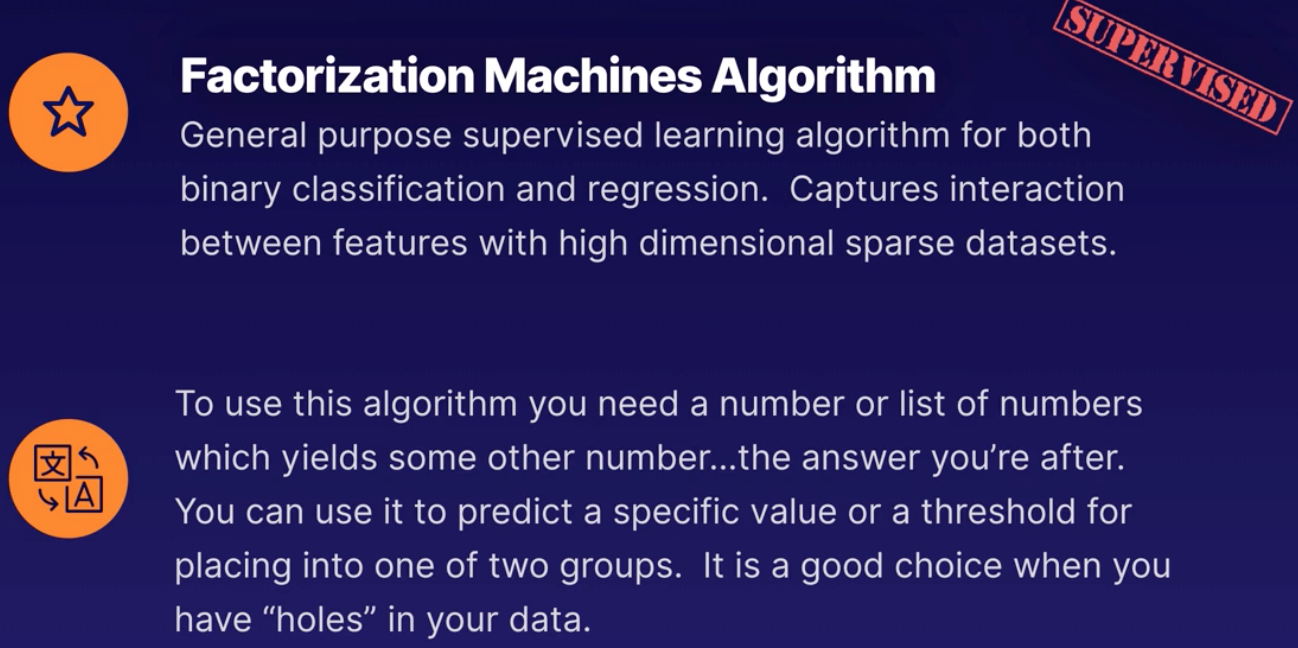 SUPERVISED
Factorization Machines Algorithm
General purpose supervised learning algorithm for both
binary classification and regression.  Captures interaction
between features with high dimensional sparse datasets.
文
A
To use this algorithm you need a number or list of numbers
which yields some other number...the answer you’re after.
You can use it to predict a specific value or a threshold for
placing into one of two groups.  It is a good choice when you
have “holes” in your data.